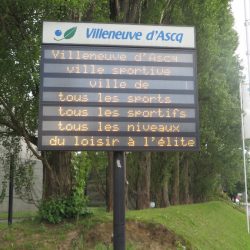 Villeneuve d'Ascq
Villeneuve d'Ascq
ville sportive
ville de
tous les sports
tous les sportifs
tous les niveaux
du loisir à l'élite